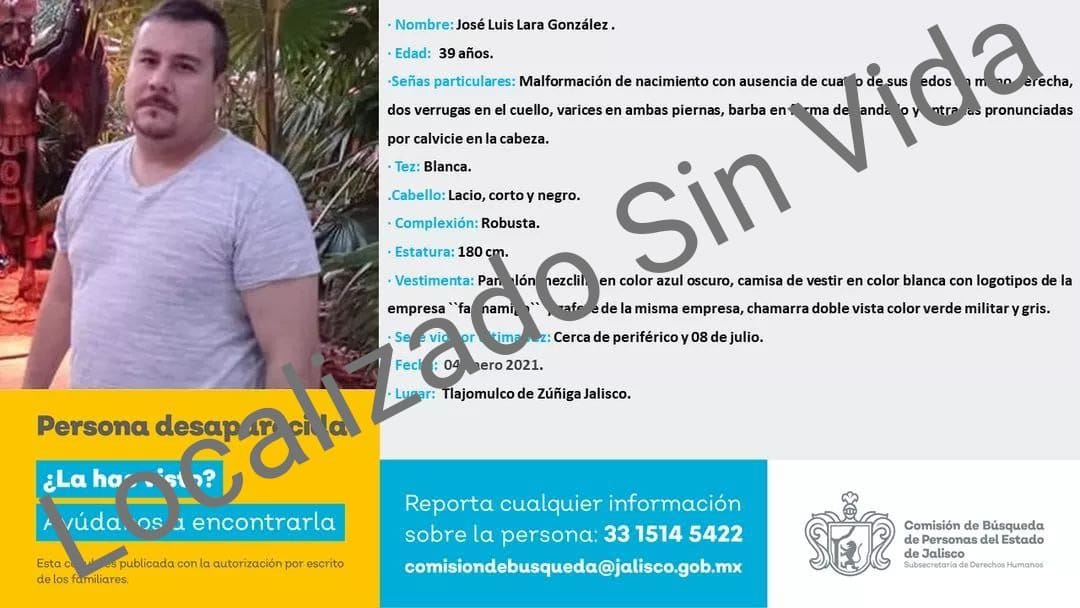 · Nombre: José Luis Lara González .
· Edad: 39 años.
·Señas particulares: Malformación de nacimiento con ausencia de cuatro de sus dedos en mano derecha,
dos verrugas en el cuello, varices en ambas piernas, barba en forma de candado y entradas pronunciadas
por calvicie en la cabeza.
· Tez: Blanca.
.Cabello: Lacio, corto y negro.
· Complexión: Robusta.
· Estatura: 180 cm.
· Vestimenta: Pantalón mezclilla en color azul oscuro, camisa de vestir en color blanca con logotipos de la
empresa ``farmamigo`` , gafete de la misma empresa, chamarra doble vista color verde militar y gris.
· Se le vio por última vez: Cerca de periférico y 08 de julio.
· Fecha: 04 enero 2021.
· Lugar: Tlajomulco de Zúñiga Jalisco.
Localizado Sin Vida
Persona desaparecida
¿La has visto?
Ayúdanos a encontrarla
Esta cédula es publicada con la autorización por escrito
de los familiares.
Reporta cualquier información
sobre la persona: 33 1514 5422
comisiondebusqueda@jalisco.gob.mx
Comisión de Búsqueda
de Personas del Estado
de Jalisco
Subsecretaría de Derechos Humanos